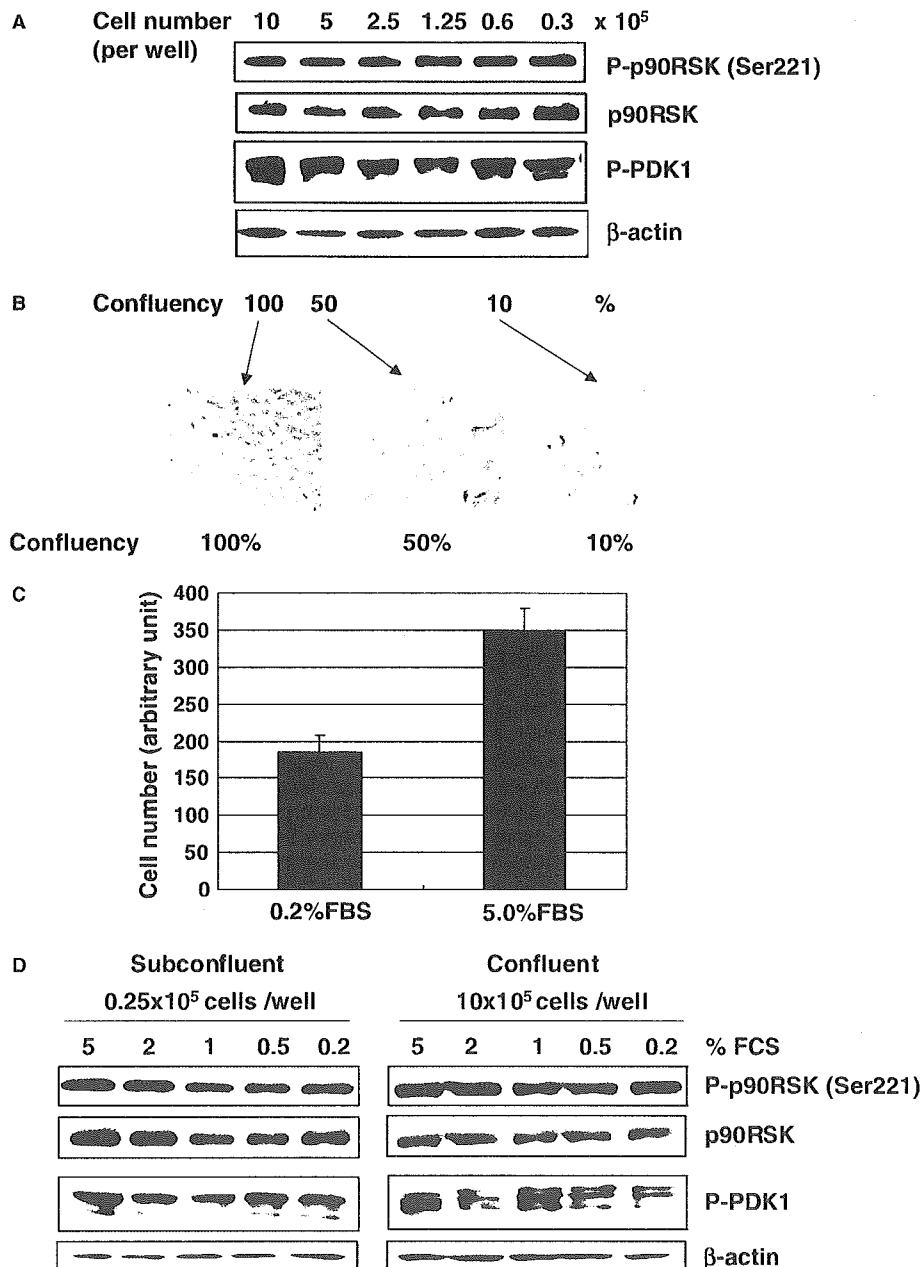 A Cell number 10 5 2.5 1.25 0.6 0.3 x 10⁵
(per well)
P-p90RSK (Ser221)
p90RSK
P-PDK1
β-actin
B Confluency 100 50 10 %
Confluency 100% 50% 10%
C
Cell number (arbitrary unit)
400
350
300
250
200
150
100
50
0
0.2%FBS 5.0%FBS
D Subconfluent Confluent
0.25x10⁵ cells /well 10x10⁵ cells /well
5 2 1 0.5 0.2 5 2 1 0.5 0.2 % FCS
P-p90RSK (Ser221)
p90RSK
P-PDK1
β-actin